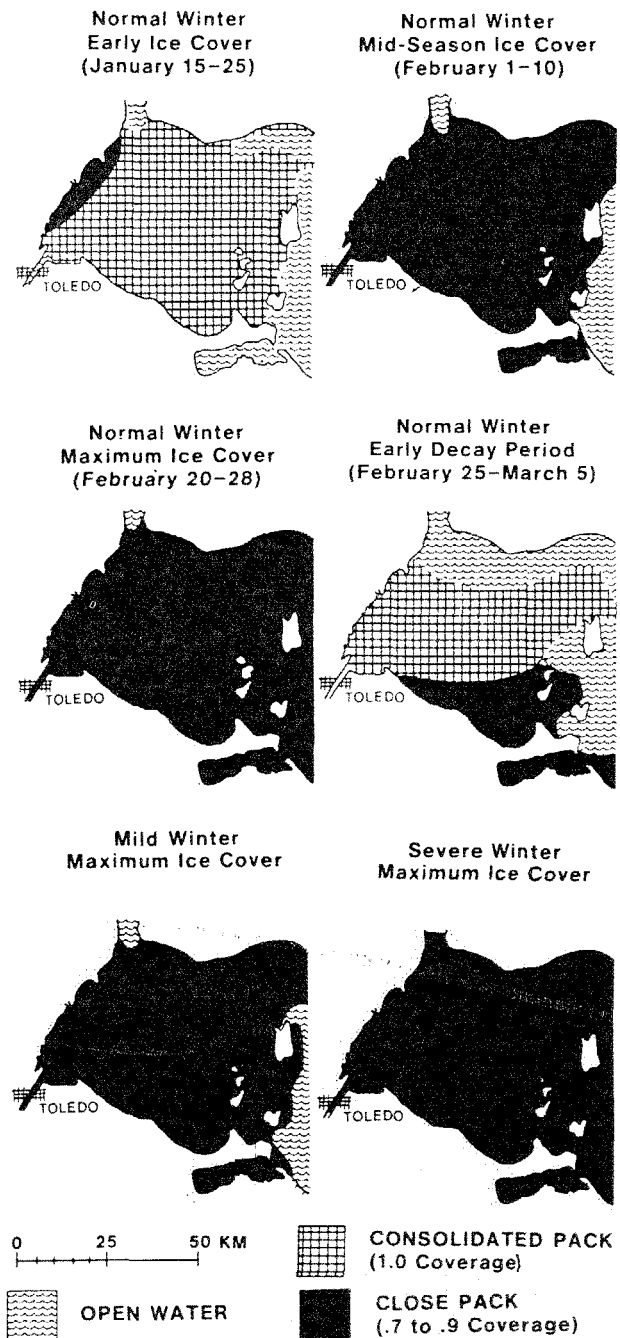 Normal Winter
Early Ice Cover
(January 15–25)
Normal Winter
Mid-Season Ice Cover
(February 1–10)
TOLEDO
TOLEDO
Normal Winter
Maximum Ice Cover
(February 20–28)
Normal Winter
Early Decay Period
(February 25–March 5)
TOLEDO
TOLEDO
Mild Winter
Maximum Ice Cover
Severe Winter
Maximum Ice Cover
TOLEDO
TOLEDO
0 25 50 KM
CONSOLIDATED PACK
(1.0 Coverage)
OPEN WATER
CLOSE PACK
(.7 to .9 Coverage)